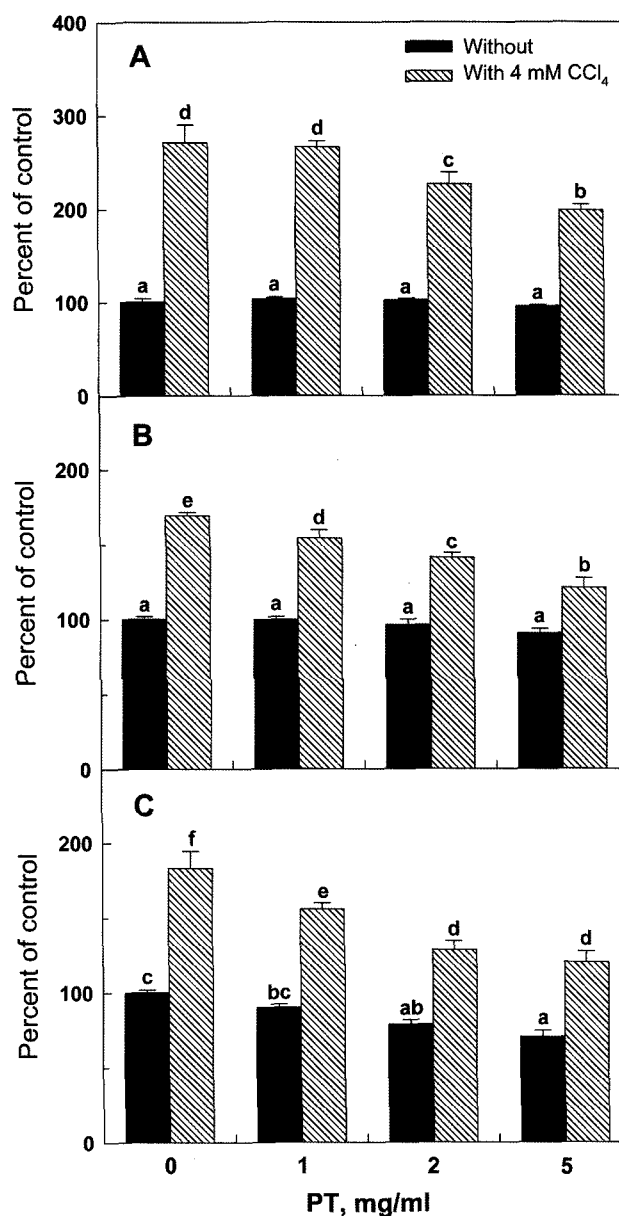 400
A
Without
With 4 mM CCl₄
d
d
300
c
b
200
a
a
a
a
100
0
Percent of control
B
200
e
d
c
b
a
a
a
a
100
0
Percent of control
C
f
200
e
d
d
c
bc
ab
a
100
0
Percent of control
0 1 2 5
PT, mg/ml